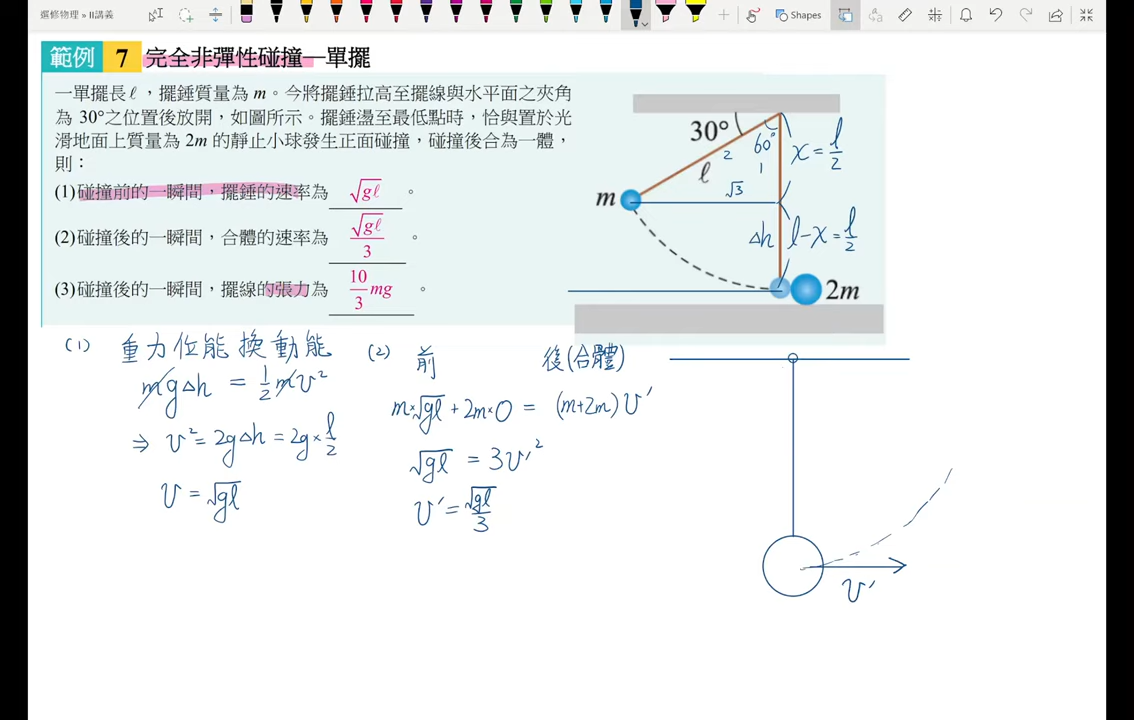 選修物理 » II講義
Shapes
範例 7 完全非彈性碰撞—單擺
一單擺長ℓ，擺錘質量為 m。今將擺錘拉高至擺線與水平面之夾角
為 30°之位置後放開，如圖所示。擺錘盪至最低點時，恰與置於光
滑地面上質量為 2m 的靜止小球發生正面碰撞，碰撞後合為一體，
則：
(1)碰撞前的一瞬間，擺錘的速率為 √gℓ 。
(2)碰撞後的一瞬間，合體的速率為 √gℓ/3 。
(3)碰撞後的一瞬間，擺線的張力為 10/3 mg 。
30°
60°
2
1
√3
ℓ
x = l/2
m
Δh
l-x = l/2
2m
(1) 重力位能換動能
mgΔh = 1/2 mv²
⇒ v² = 2gΔh = 2g × l/2
v = √gl
(2) 前 後(合體)
m×√gl + 2m×0 = (m+2m)v'
√gl = 3v'²
v' = √gl/3
v'